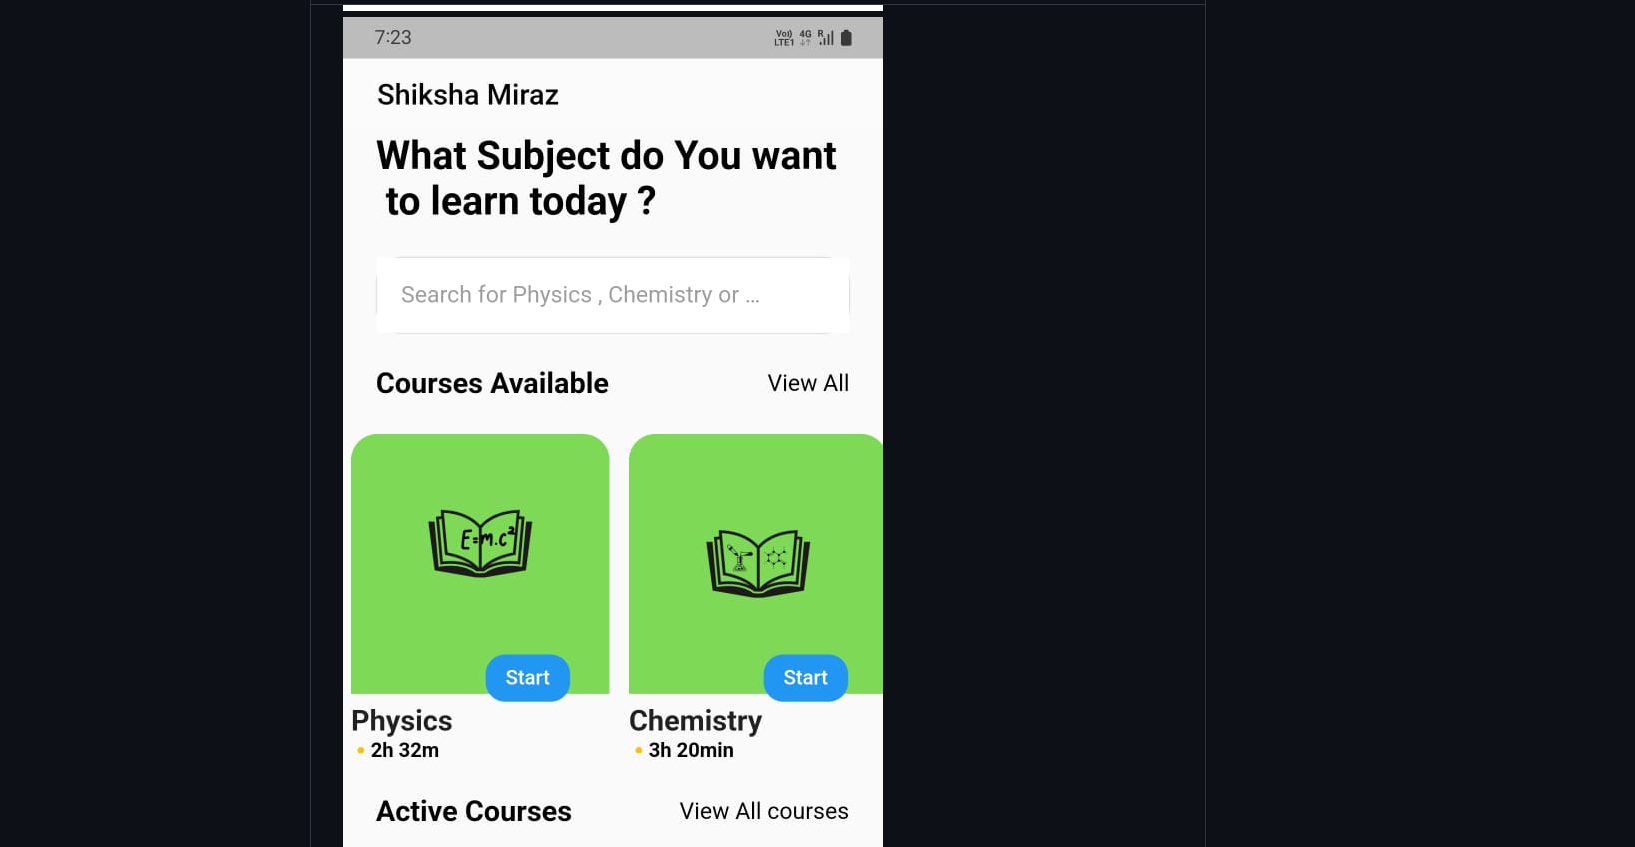 7:23
Vo)) 4G R
LTE1
Shiksha Miraz
What Subject do You want
to learn today ?
Search for Physics , Chemistry or ...
Courses Available View All
E=m.c²
Start Start
Physics Chemistry
2h 32m 3h 20min
Active Courses View All courses